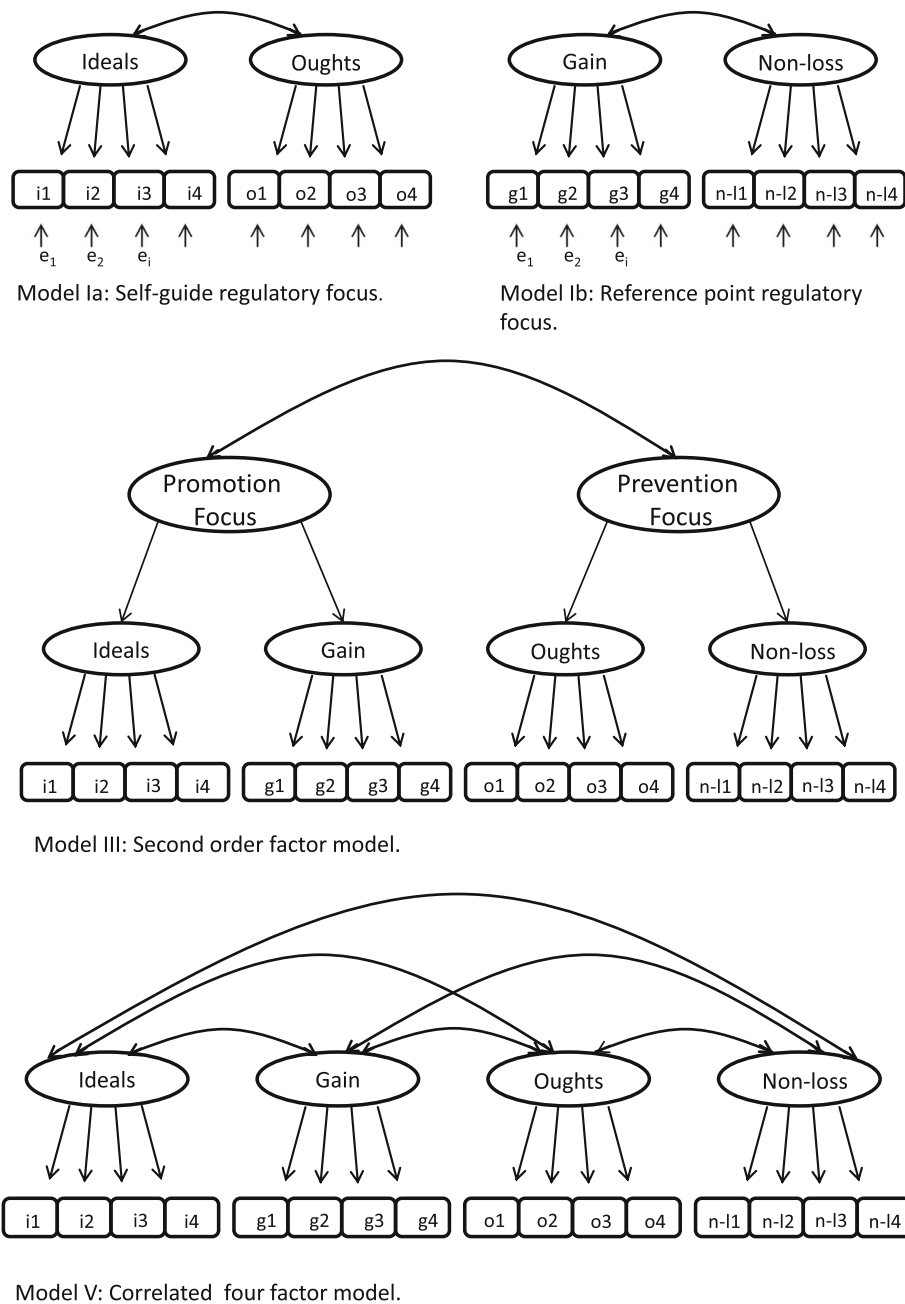 Ideals Oughts
i1 i2 i3 i4 o1 o2 o3 o4
e1 e2 ei
Model Ia: Self-guide regulatory focus.
Gain Non-loss
g1 g2 g3 g4 n-l1 n-l2 n-l3 n-l4
e1 e2 ei
Model Ib: Reference point regulatory
focus.
Promotion
Focus
Prevention
Focus
Ideals Gain Oughts Non-loss
i1 i2 i3 i4 g1 g2 g3 g4 o1 o2 o3 o4 n-l1 n-l2 n-l3 n-l4
Model III: Second order factor model.
Ideals Gain Oughts Non-loss
i1 i2 i3 i4 g1 g2 g3 g4 o1 o2 o3 o4 n-l1 n-l2 n-l3 n-l4
Model V: Correlated four factor model.